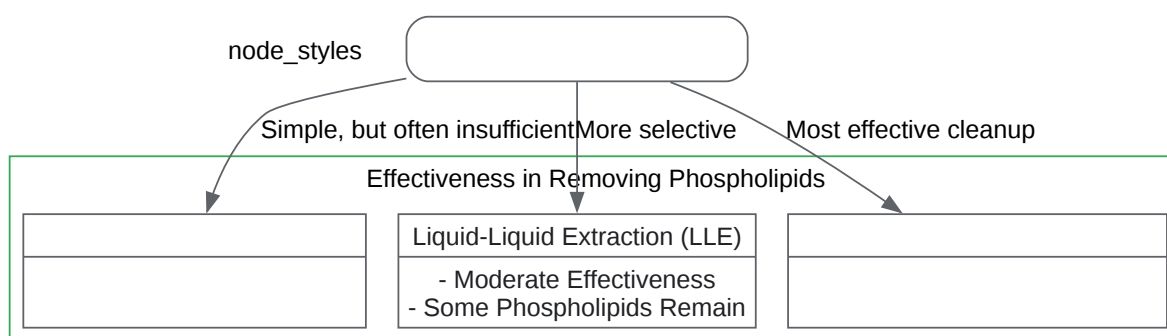 node_styles
Simple, but often insufficient
More selective
Most effective cleanup
Effectiveness in Removing Phospholipids
Liquid-Liquid Extraction (LLE)
- Moderate Effectiveness
- Some Phospholipids Remain